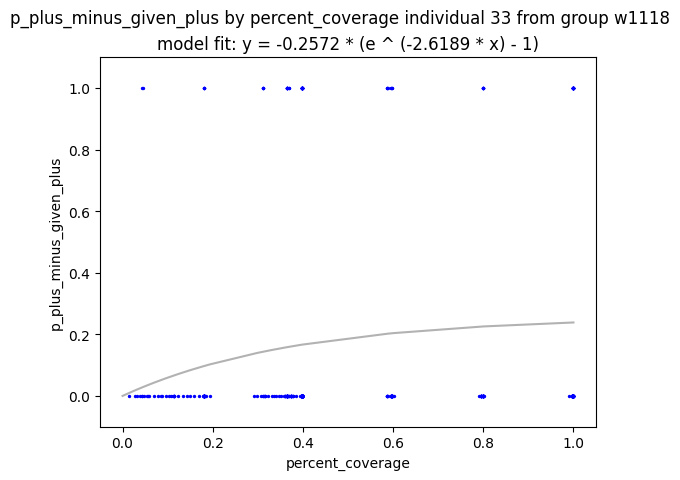 p_plus_minus_given_plus by percent_coverage individual 33 from group w1118
model fit: y = -0.2572 * (e ^ (-2.6189 * x) - 1)
1.0
0.8
0.6
0.4
0.2
0.0
p_plus_minus_given_plus
0.0 0.2 0.4 0.6 0.8 1.0
percent_coverage